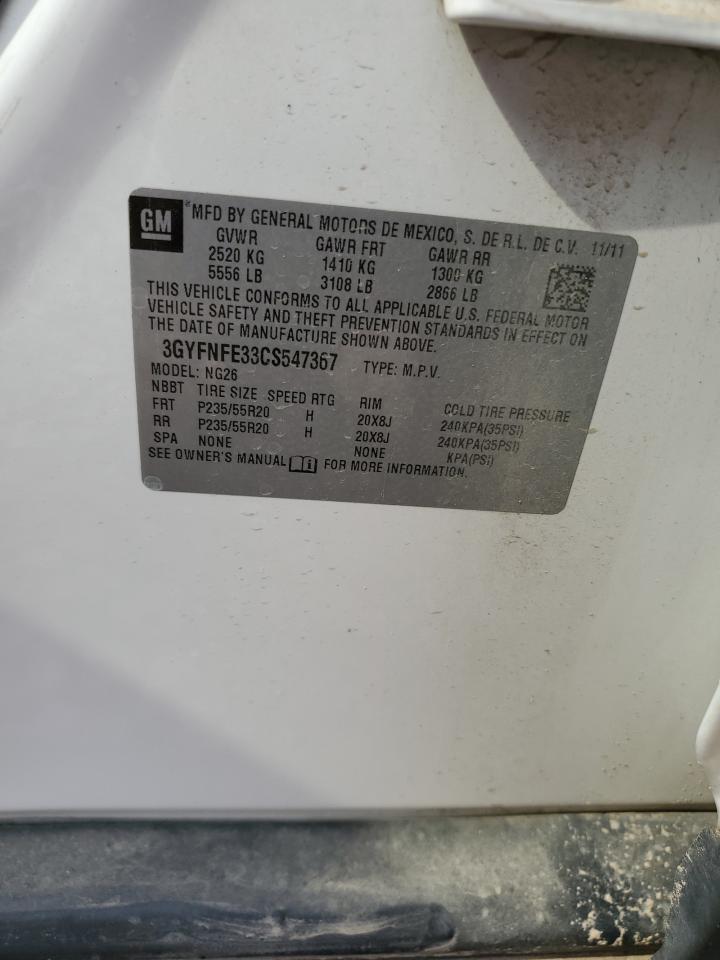 GM MFD BY GENERAL MOTORS DE MEXICO, S. DE R.L. DE C.V. 11/11
GVWR GAWR FRT GAWR RR
2520 KG 1410 KG 1300 KG
5556 LB 3108 LB 2866 LB
THIS VEHICLE CONFORMS TO ALL APPLICABLE U.S. FEDERAL MOTOR
VEHICLE SAFETY AND THEFT PREVENTION STANDARDS IN EFFECT ON
THE DATE OF MANUFACTURE SHOWN ABOVE.
3GYFNFE33CS547367 TYPE: M.P.V.
MODEL: NG26
NBBT TIRE SIZE SPEED RTG RIM COLD TIRE PRESSURE
FRT P235/55R20 H 20X8J 240KPA(35PSI)
RR P235/55R20 H 20X8J 240KPA(35PSI)
SPA NONE NONE KPA(PSI)
SEE OWNER'S MANUAL FOR MORE INFORMATION.